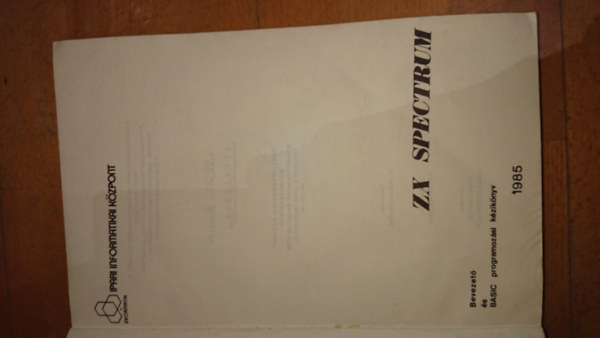 IPARI INFORMATIKAI KÖZPONT
ZX SPECTRUM
Bevezető
és
BASIC programozási kézikönyv
1985